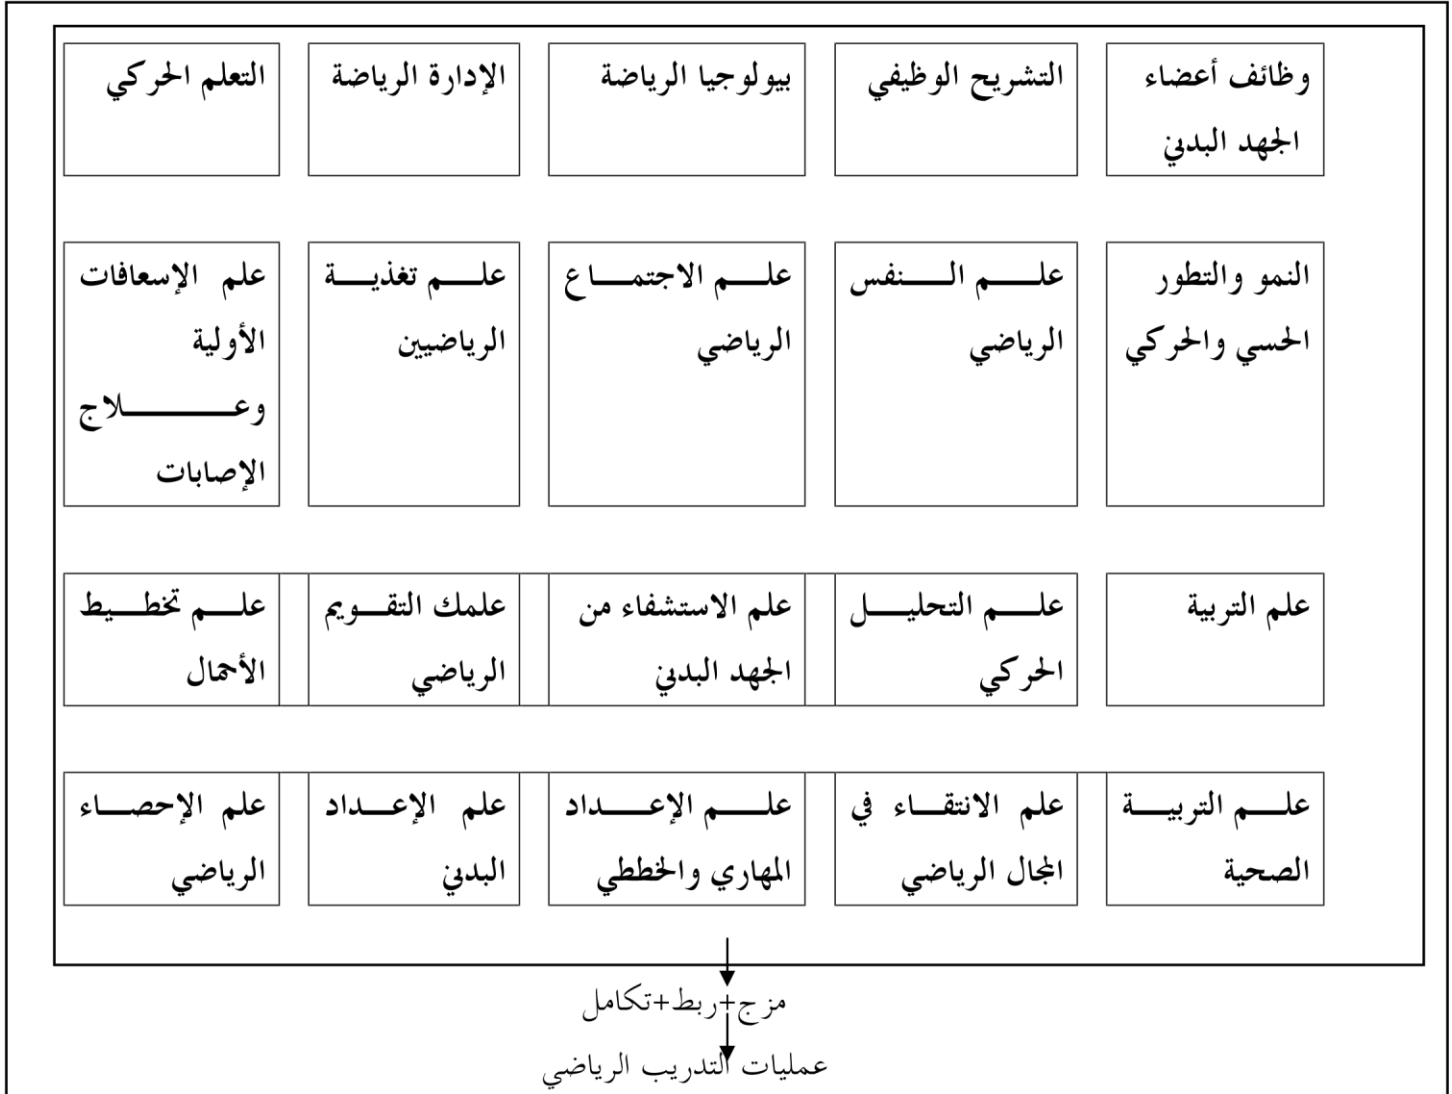 وظائف أعضاء
الجهد البدني
التشريح الوظيفي
بيولوجيا الرياضة
الإدارة الرياضة
التعلم الحركي
النمو والتطور
الحسي والحركي
علم النفس
الرياضي
علم الاجتماع
الرياضي
علم تغذية
الرياضيين
علم الإسعافات
الأولية
وعلاج
الإصابات
علم التربية
علم التحليل
الحركي
علم الاستشفاء من
الجهد البدني
علمك التقويم
الرياضي
علم تخطيط
الأحمال
علم التربية
الصحية
علم الانتقاء في
المجال الرياضي
علم الإعداد
المهاري والخططي
علم الإعداد
البدني
علم الإحصاء
الرياضي
مزج+ربط+تكامل
عمليات التدريب الرياضي